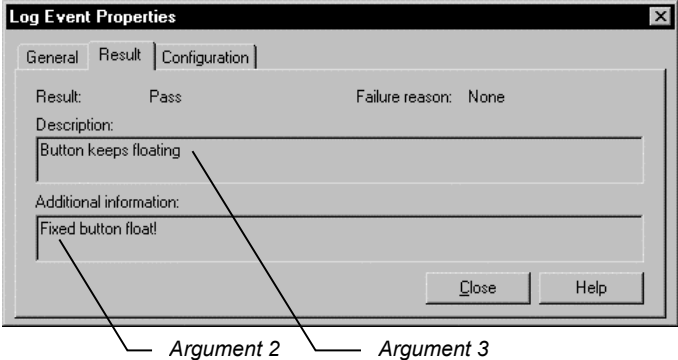 Log Event Properties
General Result Configuration
Result: Pass Failure reason: None
Description:
Button keeps floating
Additional information:
Fixed button float!
Close Help
Argument 2 Argument 3